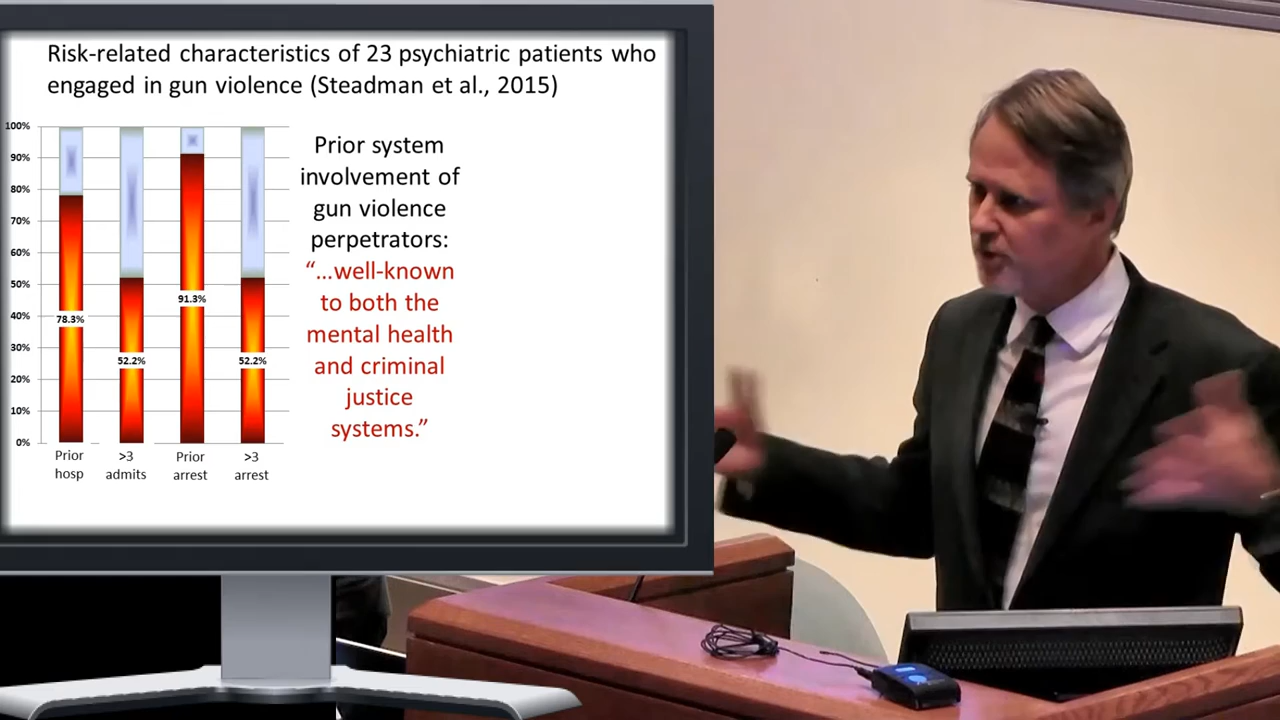 Risk-related characteristics of 23 psychiatric patients who
engaged in gun violence (Steadman et al., 2015)
100%
90%
80%
70%
60%
50%
40%
30%
20%
10%
0%
78.3%
52.2%
91.3%
52.2%
Prior
hosp
>3
admits
Prior
arrest
>3
arrest
Prior system
involvement of
gun violence
perpetrators:
“…well-known
to both the
mental health
and criminal
justice
systems.”